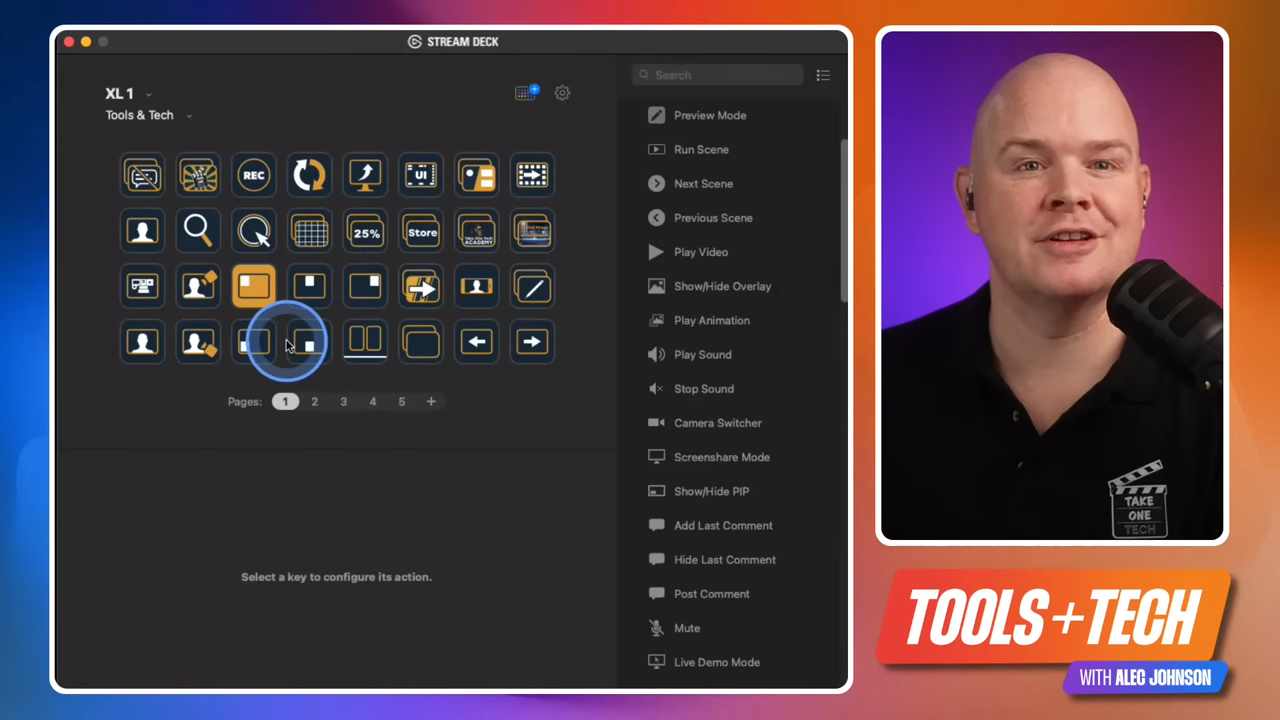 STREAM DECK
XL 1
Tools & Tech
REC
UI
25%
Store
TAKE ONE TECH
ACADEMY
Pages: 1 2 3 4 5 +
Select a key to configure its action.
Search
Preview Mode
Run Scene
Next Scene
Previous Scene
Play Video
Show/Hide Overlay
Play Animation
Play Sound
Stop Sound
Camera Switcher
Screenshare Mode
Show/Hide PIP
Add Last Comment
Hide Last Comment
Post Comment
Mute
Live Demo Mode
TAKE
ONE
TECH
TOOLS+TECH
WITH ALEC JOHNSON